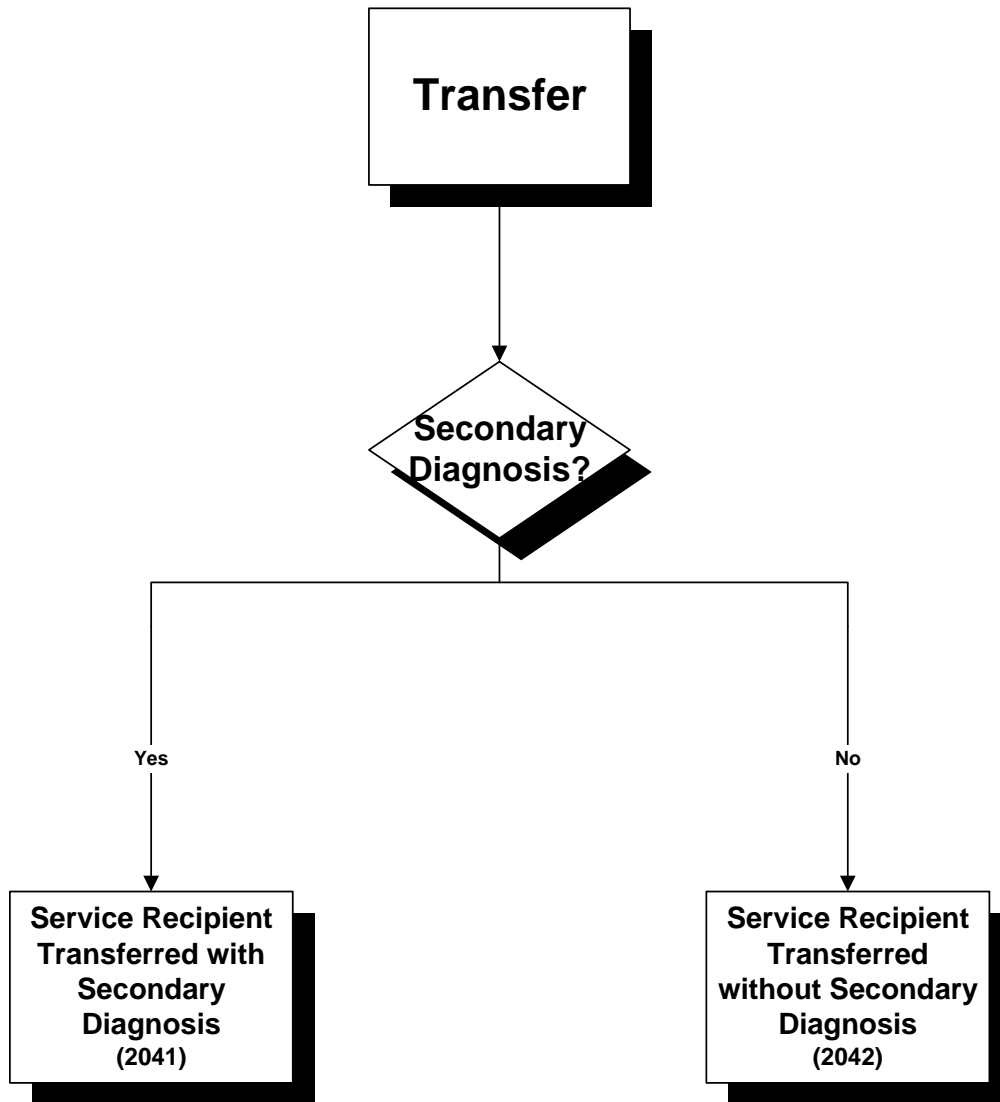 Transfer
Secondary
Diagnosis?
Yes
No
Service Recipient
Transferred with
Secondary
Diagnosis
(2041)
Service Recipient
Transferred
without Secondary
Diagnosis
(2042)